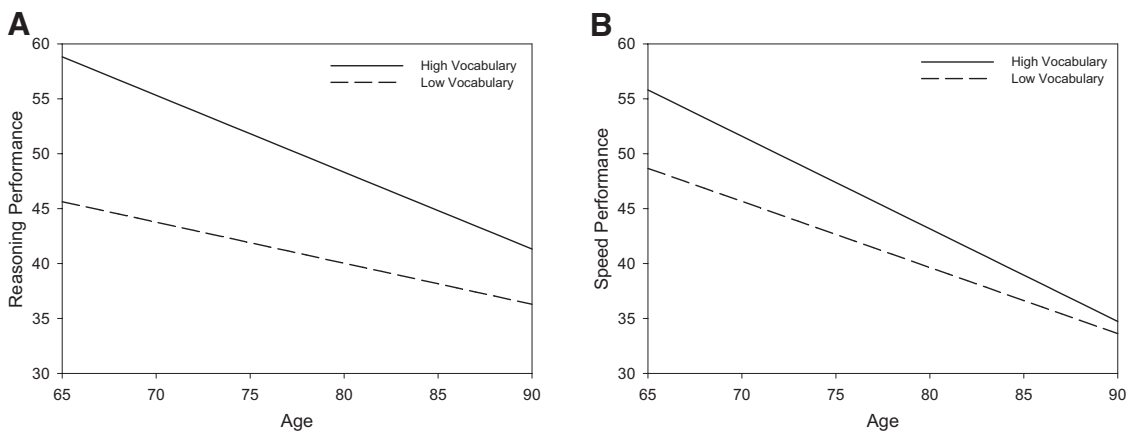 A
60
55
50
45
40
35
30
Reasoning Performance
High Vocabulary
Low Vocabulary
65 70 75 80 85 90
Age
B
60
55
50
45
40
35
30
Speed Performance
High Vocabulary
Low Vocabulary
65 70 75 80 85 90
Age